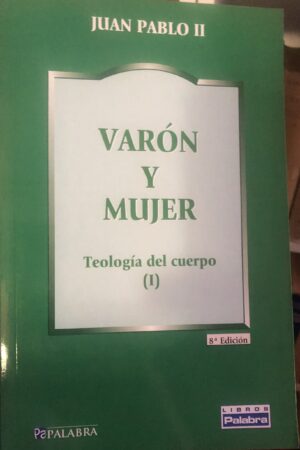 JUAN PABLO II
VARÓN
Y
MUJER
Teología del cuerpo
(I)
8ª Edición
LIBROS
Palabra
PALABRA